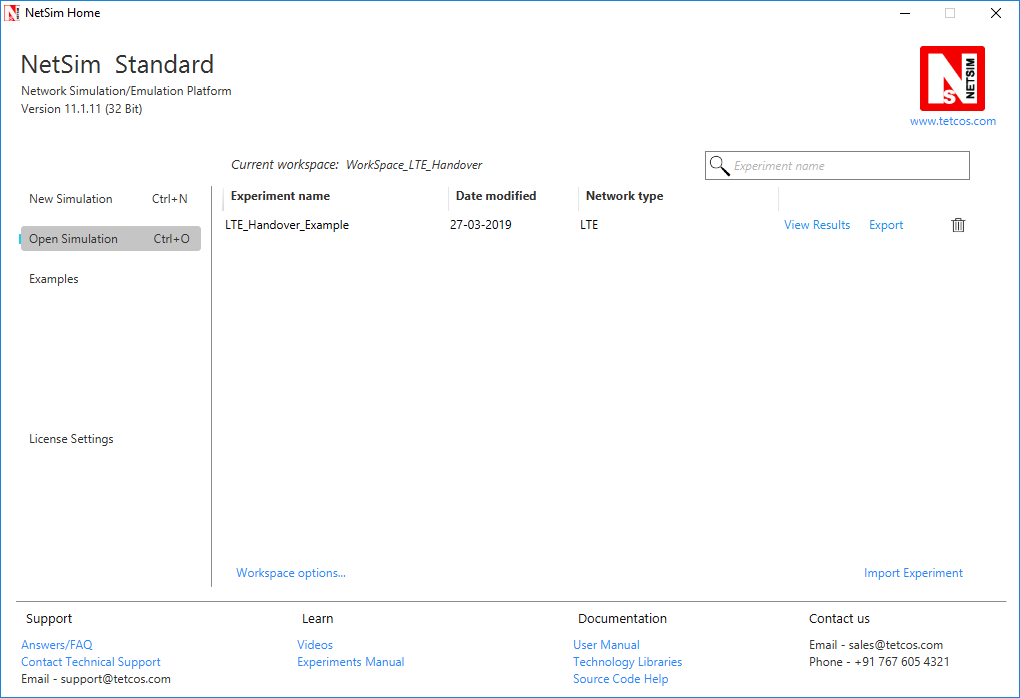 NetSim Home
NetSim Standard
Network Simulation/Emulation Platform
Version 11.1.11 (32 Bit)
NS NETSIM
www.tetcos.com
Current workspace: WorkSpace_LTE_Handover
Experiment name
New Simulation Ctrl+N
Open Simulation Ctrl+O
Examples
License Settings
Experiment name Date modified Network type
LTE_Handover_Example 27-03-2019 LTE View Results Export
Workspace options... Import Experiment
Support
Answers/FAQ
Contact Technical Support
Email - support@tetcos.com
Learn
Videos
Experiments Manual
Documentation
User Manual
Technology Libraries
Source Code Help
Contact us
Email - sales@tetcos.com
Phone - +91 767 605 4321